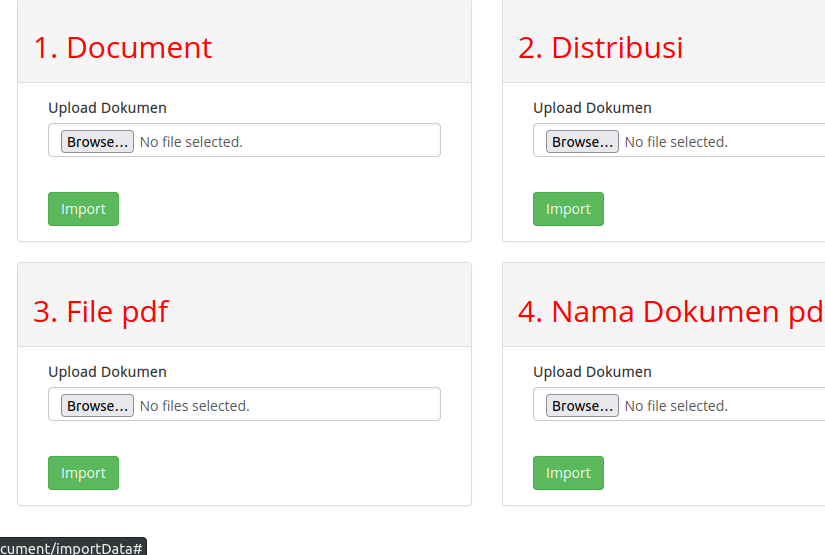 1. Document
Upload Dokumen
Browse... No file selected.
Import
2. Distribusi
Upload Dokumen
Browse... No file selected.
Import
3. File pdf
Upload Dokumen
Browse... No files selected.
Import
4. Nama Dokumen pd
Upload Dokumen
Browse... No file selected.
Import
cument/importData#